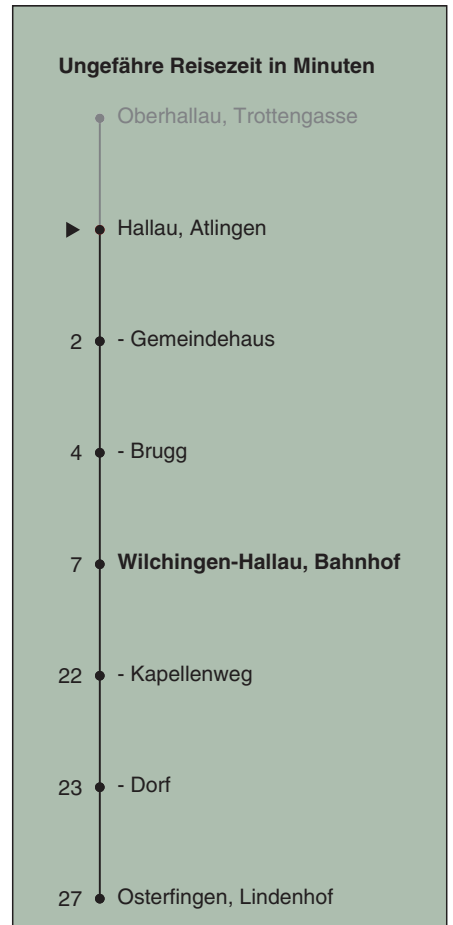 Ungefähre Reisezeit in Minuten
Oberhallau, Trottengasse
Hallau, Atlingen
2 - Gemeindehaus
4 - Brugg
7 Wilchingen-Hallau, Bahnhof
22 - Kapellenweg
23 - Dorf
27 Osterfingen, Lindenhof